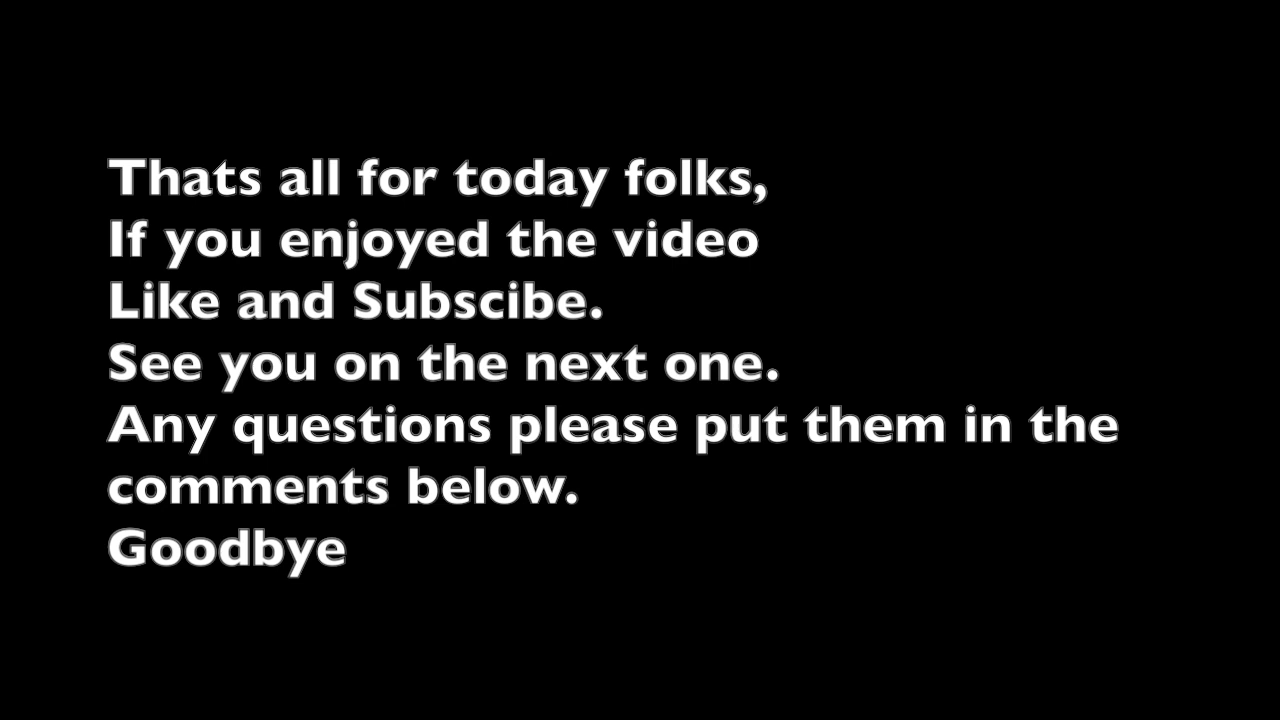 Thats all for today folks,
If you enjoyed the video
Like and Subscibe.
See you on the next one.
Any questions please put them in the
comments below.
Goodbye